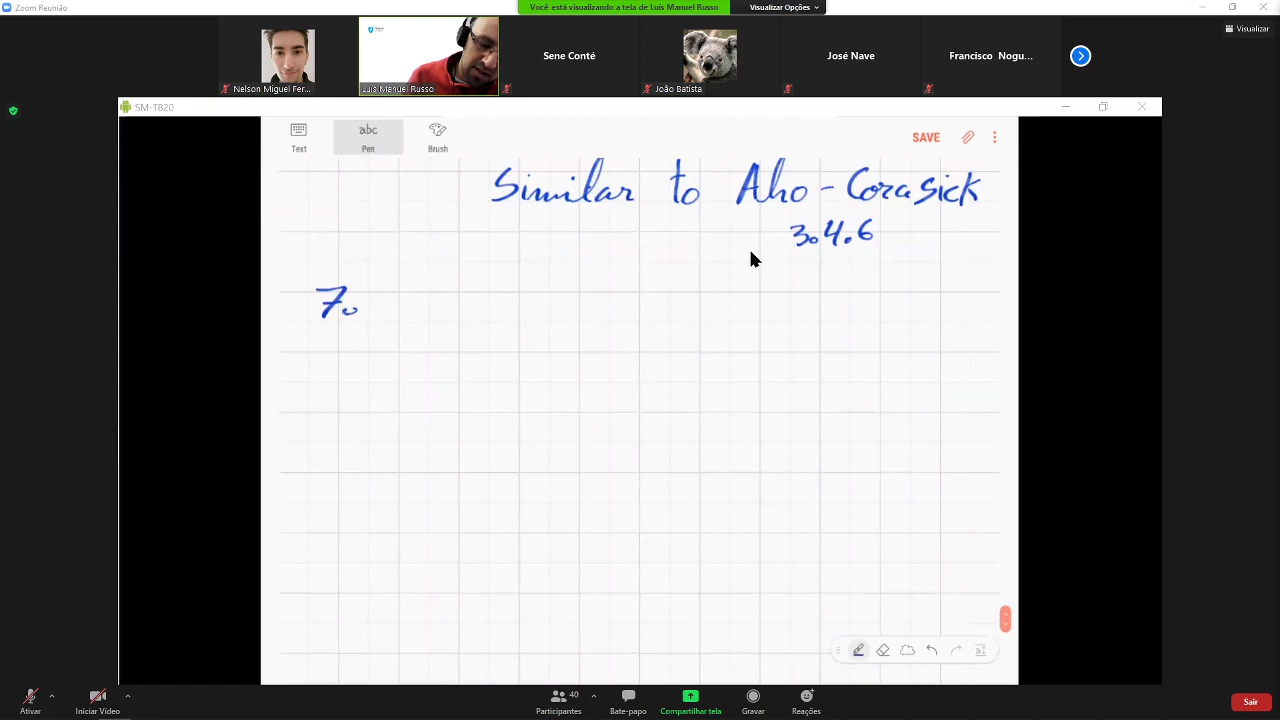 Zoom Reunião
Você está visualizando a tela de Luís Manuel Russo
Visualizar Opções
Visualizar
Nelson Miguel Fer...
Luís Manuel Russo
Sene Conté
João Batista
José Nave
Francisco Nogu...
SM-T820
Text
abc
Pen
Brush
SAVE
Similar to Aho-Corasick
3.4.6
7.
Ativar
Iniciar Vídeo
40
Participantes
Bate-papo
Compartilhar tela
Gravar
Reações
Sair